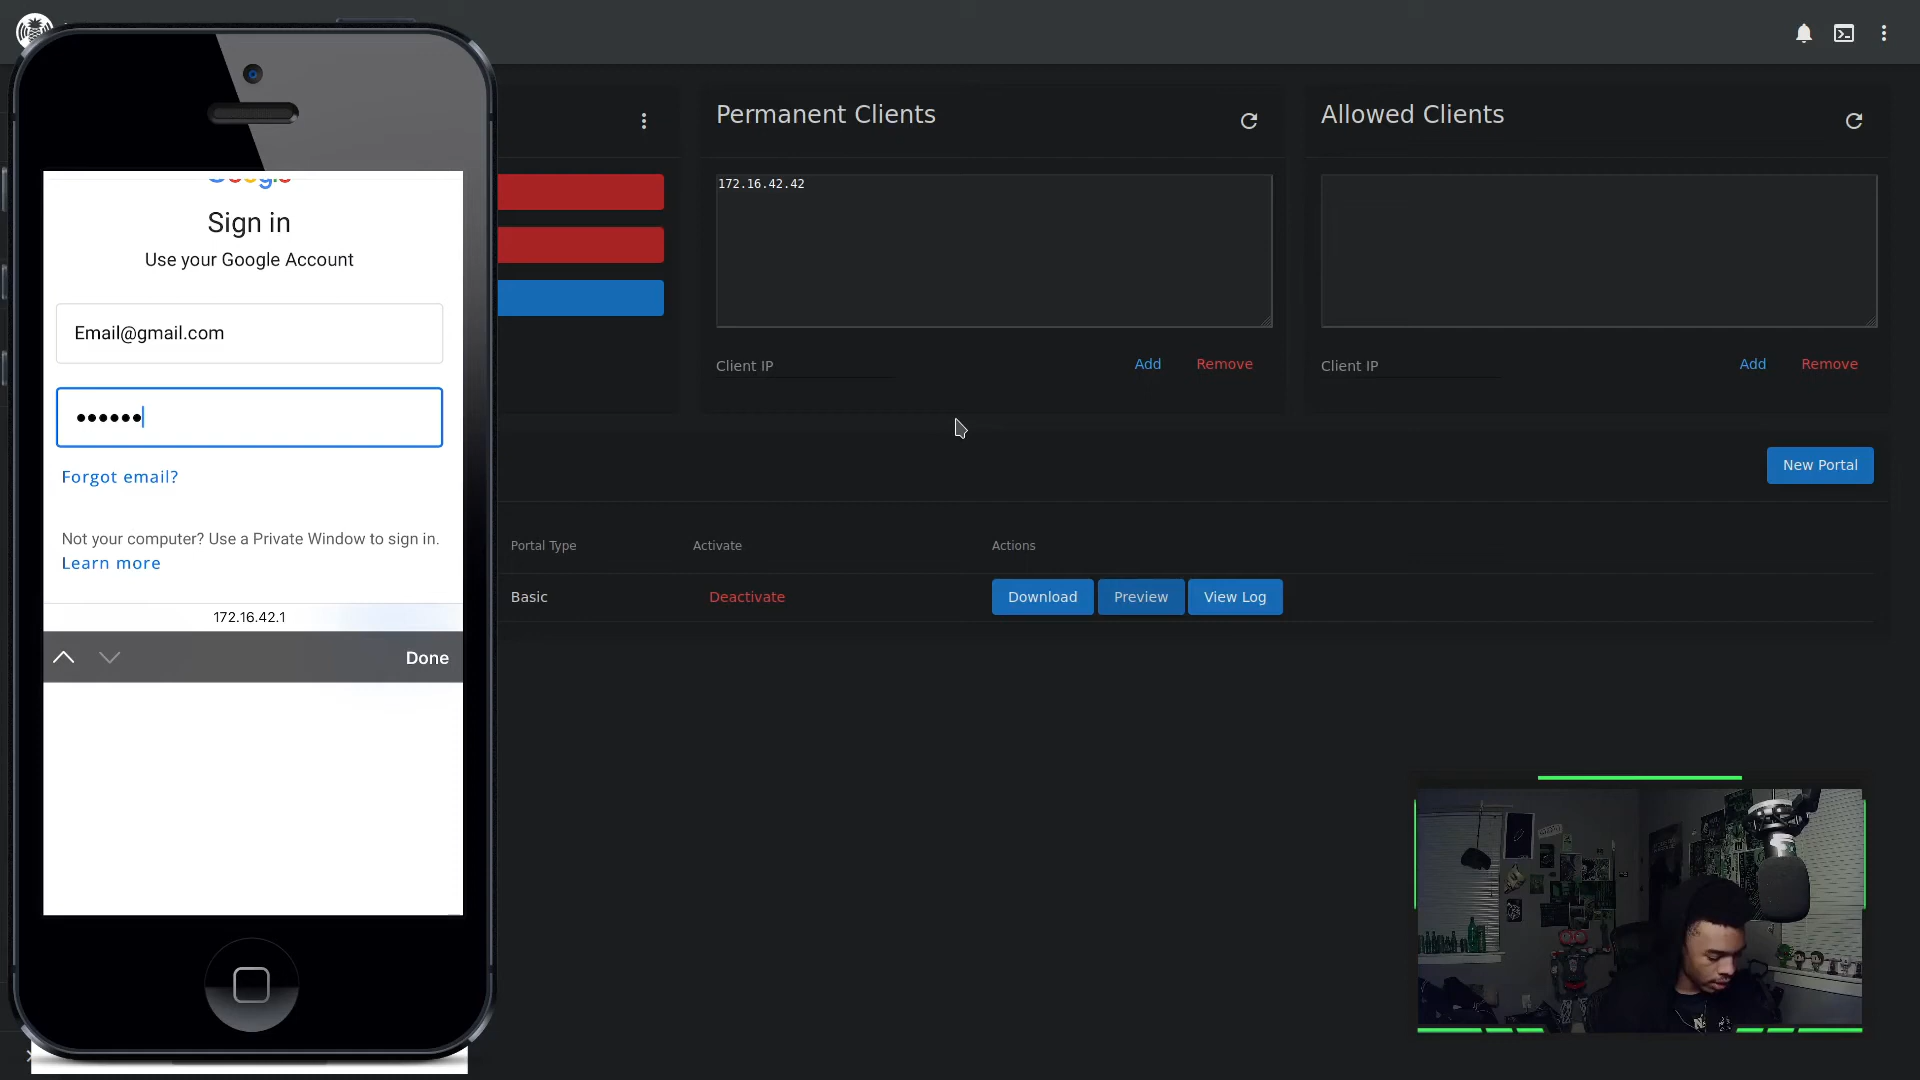 Google
Sign in
Use your Google Account
Email@gmail.com
••••••
Forgot email?
Not your computer? Use a Private Window to sign in.
Learn more
172.16.42.1
Done
Permanent Clients
172.16.42.42
Client IP
Add
Remove
Allowed Clients
Client IP
Add
Remove
New Portal
Portal Type
Activate
Actions
Basic
Deactivate
Download
Preview
View Log